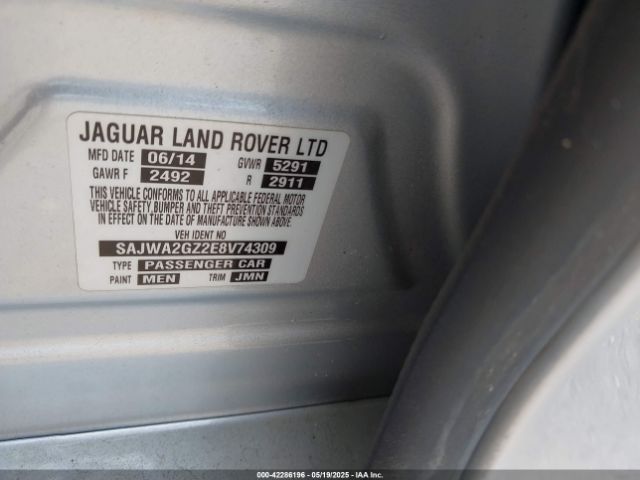 JAGUAR LAND ROVER LTD
MFD DATE 06/14 GVWR 5291
GAWR F 2492 R 2911
THIS VEHICLE CONFORMS TO ALL APPLICABLE FEDERAL MOTOR
VEHICLE SAFETY, BUMPER AND THEFT PREVENTION STANDARDS
IN EFFECT ON THE DATE OF MANUFACTURE SHOWN ABOVE.
VEH IDENT NO
SAJWA2GZ2E8V74309
TYPE PASSENGER CAR
PAINT MEN TRIM JMN
000-42286196 - 05/19/2025 - IAAI Inc.